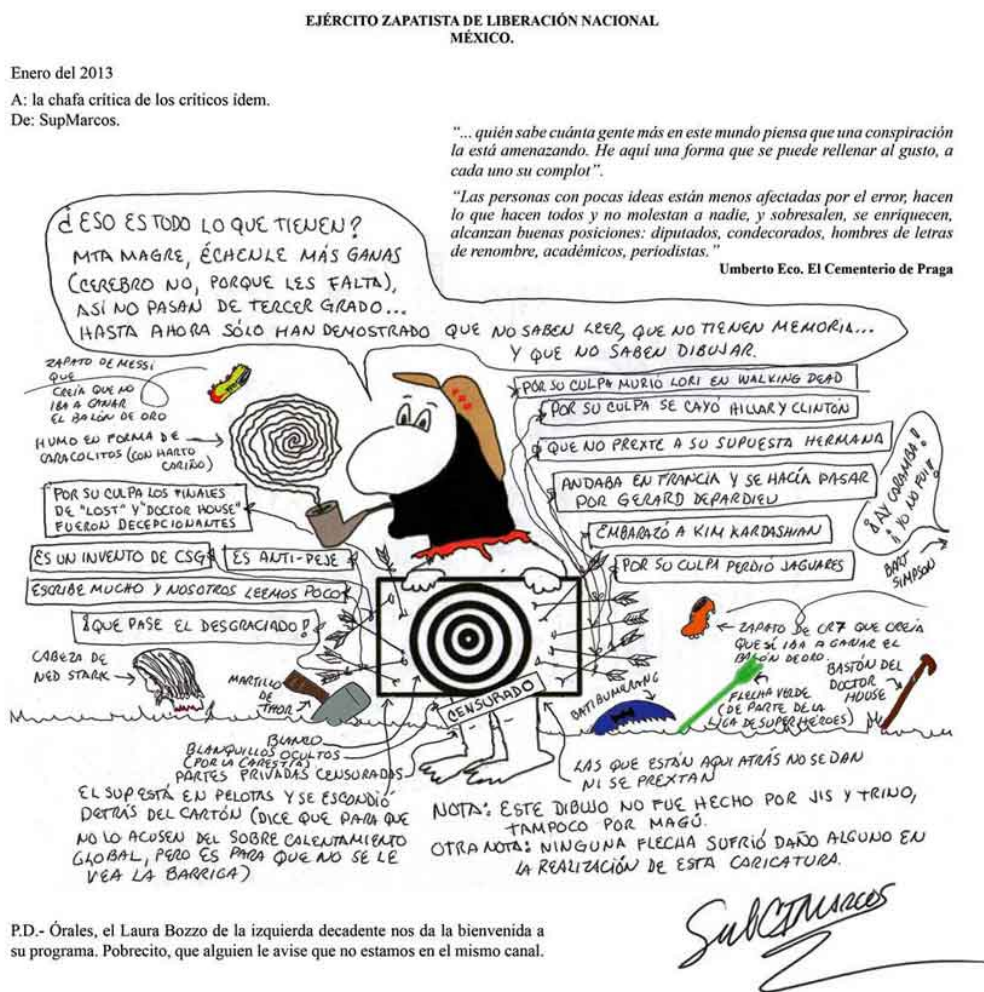 EJÉRCITO ZAPATISTA DE LIBERACIÓN NACIONAL
MÉXICO.
Enero del 2013
A: la chafa crítica de los críticos ídem.
De: SupMarcos.
"... quién sabe cuánta gente más en este mundo piensa que una conspiración
la está amenazando. He aquí una forma que se puede rellenar al gusto, a
cada uno su complot".
"Las personas con pocas ideas están menos afectadas por el error, hacen
lo que hacen todos y no molestan a nadie, y sobresalen, se enriquecen,
alcanzan buenas posiciones: diputados, condecorados, hombres de letras
de renombre, académicos, periodistas."
Umberto Eco. El Cementerio de Praga
¿ESO ES TODO LO QUE TIENEN?
MTA MAGRE, ÉCHENLE MÁS GANAS
(CEREBRO NO, PORQUE LES FALTA),
ASÍ NO PASAN DE TERCER GRADO...
HASTA AHORA SÓLO HAN DEMOSTRADO QUE NO SABEN LEER, QUE NO TIENEN MEMORIA...
Y QUE NO SABEN DIBUJAR.
ZAPATO DE MESSI
QUE
CREÍA QUE NO
IBA A GANAR
EL BALÓN DE ORO
HUMO EN FORMA DE
CARACOLITOS (CON HARTO
CARIÑO)
POR SU CULPA LOS FINALES
DE "LOST" Y "DOCTOR HOUSE"
FUERON DECEPCIONANTES
ES UN INVENTO DE CSG
ES ANTI-PEJE
ESCRIBE MUCHO Y NOSOTROS LEEMOS POCO
¡QUE PASE EL DESGRACIADO!
CABEZA DE
NED STARK
MARTILLO
DE
THOR
POR SU CULPA MURIÓ LORI EN WALKING DEAD
POR SU CULPA SE CAYÓ HILLARY CLINTON
QUE NO PREXTE A SU SUPUESTA HERMANA
ANDABA EN FRANCIA Y SE HACÍA PASAR
POR GERARD DEPARDIEU
EMBARAZÓ A KIM KARDASHIAN
POR SU CULPA PERDIÓ JAGUARES
¡AY CARAMBA!
¡YO NO FUI!
BART
SIMPSON
ZAPATO DE CR7 QUE CREÍA
QUE SÍ IBA A GANAR EL
BALÓN DE ORO.
BASTÓN DEL
DOCTOR
HOUSE
FLECHA VERDE
(DE PARTE DE LA
LIGA DE SUPERHÉROES)
BATIBUMERANG
CENSURADO
BLANCO
BLANQUILLOS OCULTOS
(POR LA CARESTÍA)
PARTES PRIVADAS CENSURADAS
EL SUP ESTÁ EN PELOTAS Y SE ESCONDIÓ
DETRÁS DEL CARTÓN (DICE QUE PARA QUE
NO LO ACUSEN DEL SOBRE CALENTAMIENTO
GLOBAL, PERO ES PARA QUE NO SE LE
VEA LA BARRIGA)
LAS QUE ESTÁN AQUI ATRÁS NO SE DAN
NI SE PREXTAN
NOTA: ESTE DIBUJO NO FUE HECHO POR JIS Y TRINO,
TAMPOCO POR MAGÚ.
OTRA NOTA: NINGUNA FLECHA SUFRIÓ DAÑO ALGUNO EN
LA REALIZACIÓN DE ESTA CARICATURA.
P.D.- Órales, el Laura Bozzo de la izquierda decadente nos da la bienvenida a
su programa. Pobrecito, que alguien le avise que no estamos en el mismo canal.
SubCIMarcos